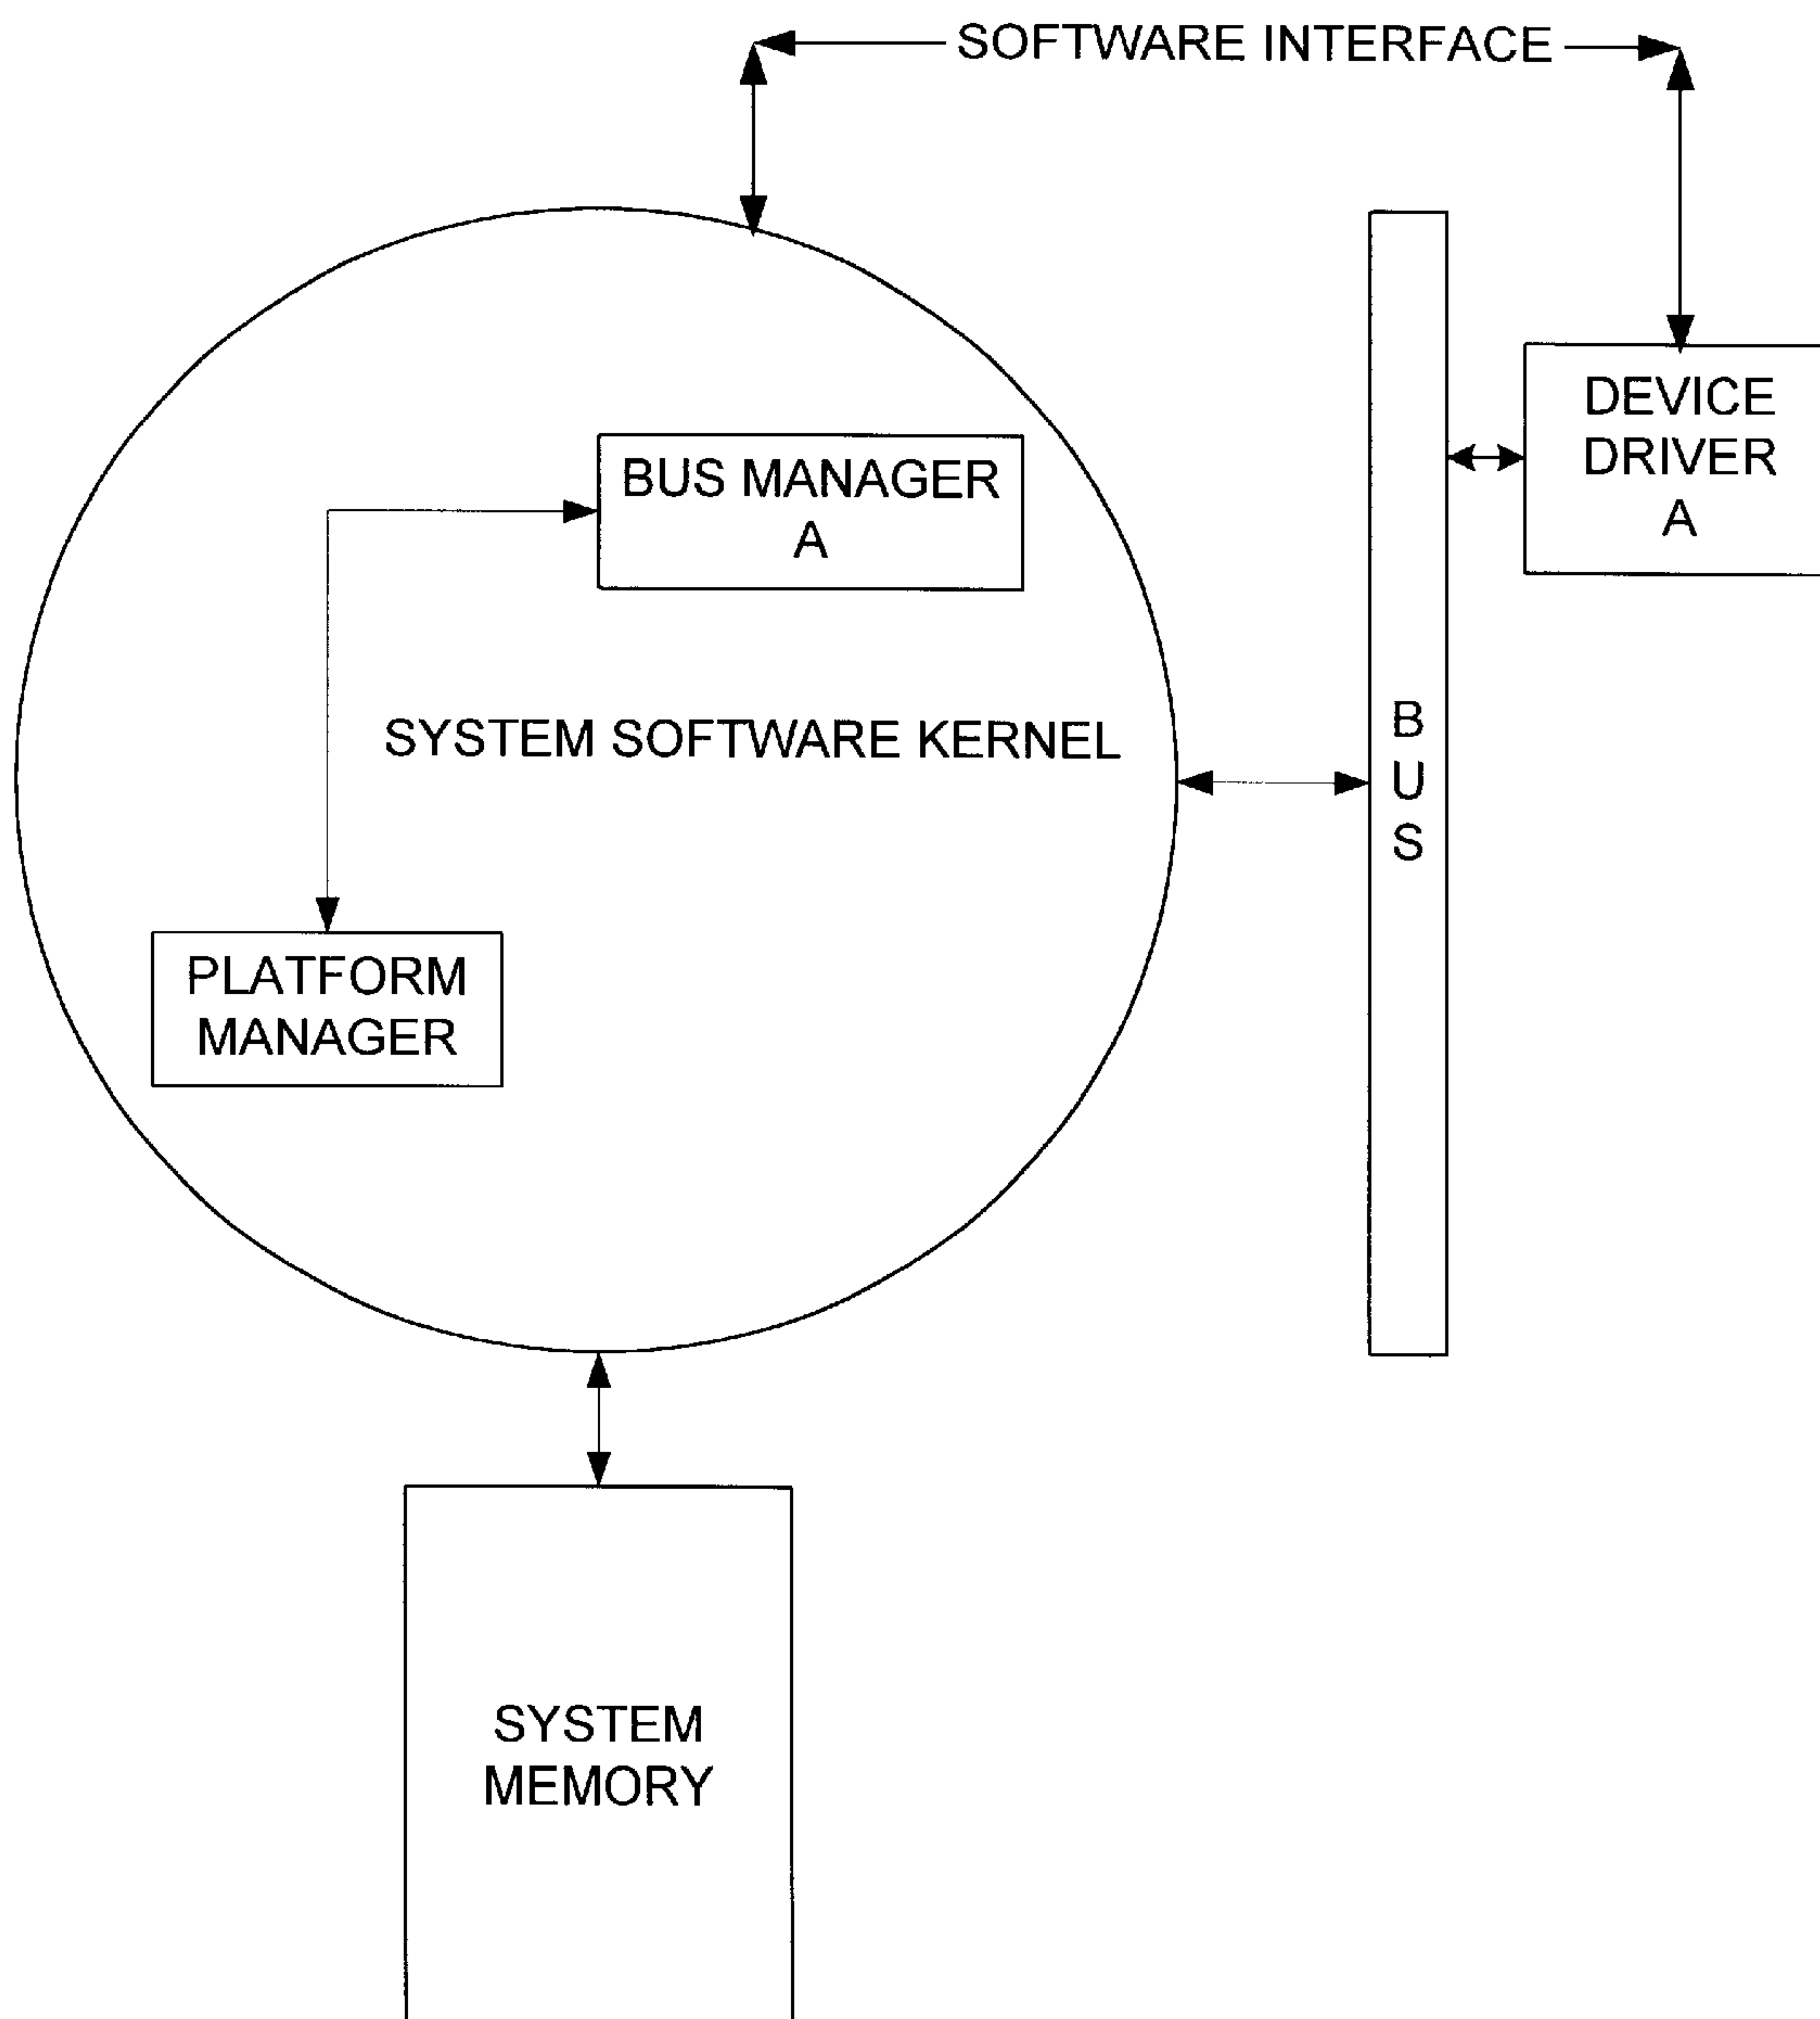 SOFTWARE INTERFACE
DEVICE
DRIVER
A
BUS MANAGER
A
SYSTEM SOFTWARE KERNEL
B
U
S
PLATFORM
MANAGER
SYSTEM
MEMORY